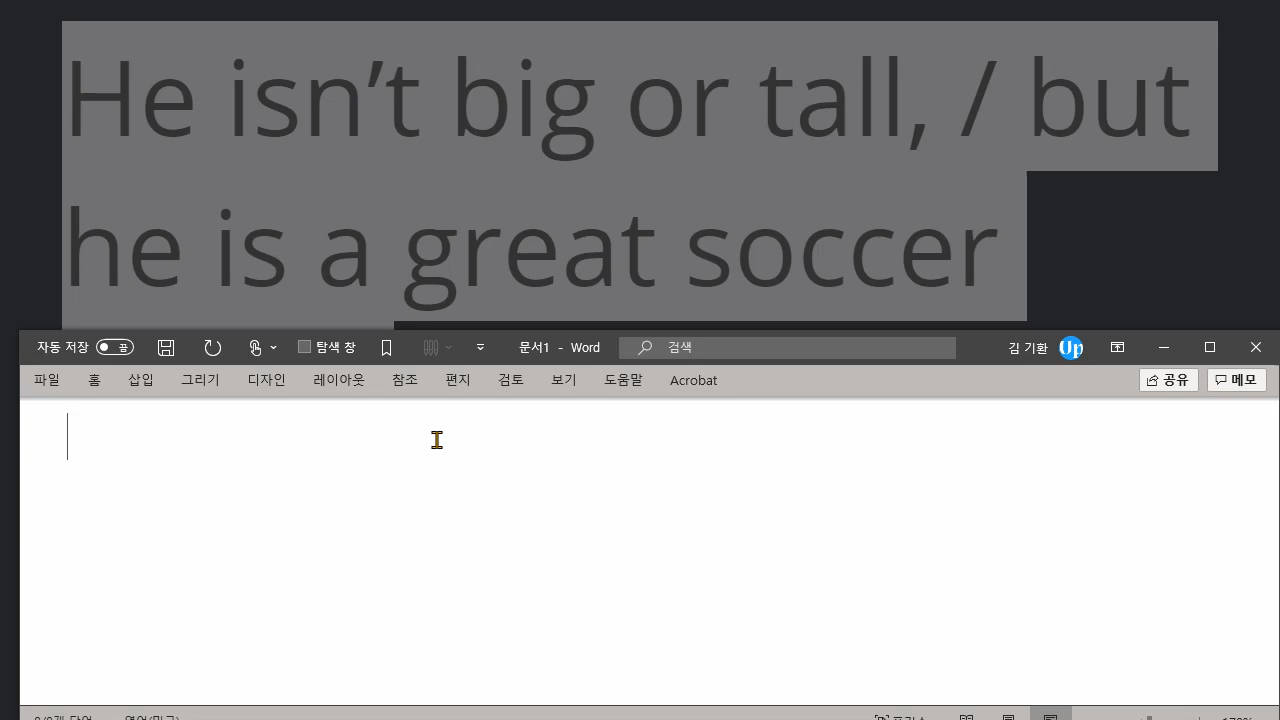 He isn’t big or tall, / but
he is a great soccer
자동 저장 끔 탐색 창 문서1 - Word 검색 김 기환 Up
파일 홈 삽입 그리기 디자인 레이아웃 참조 편지 검토 보기 도움말 Acrobat 공유 메모